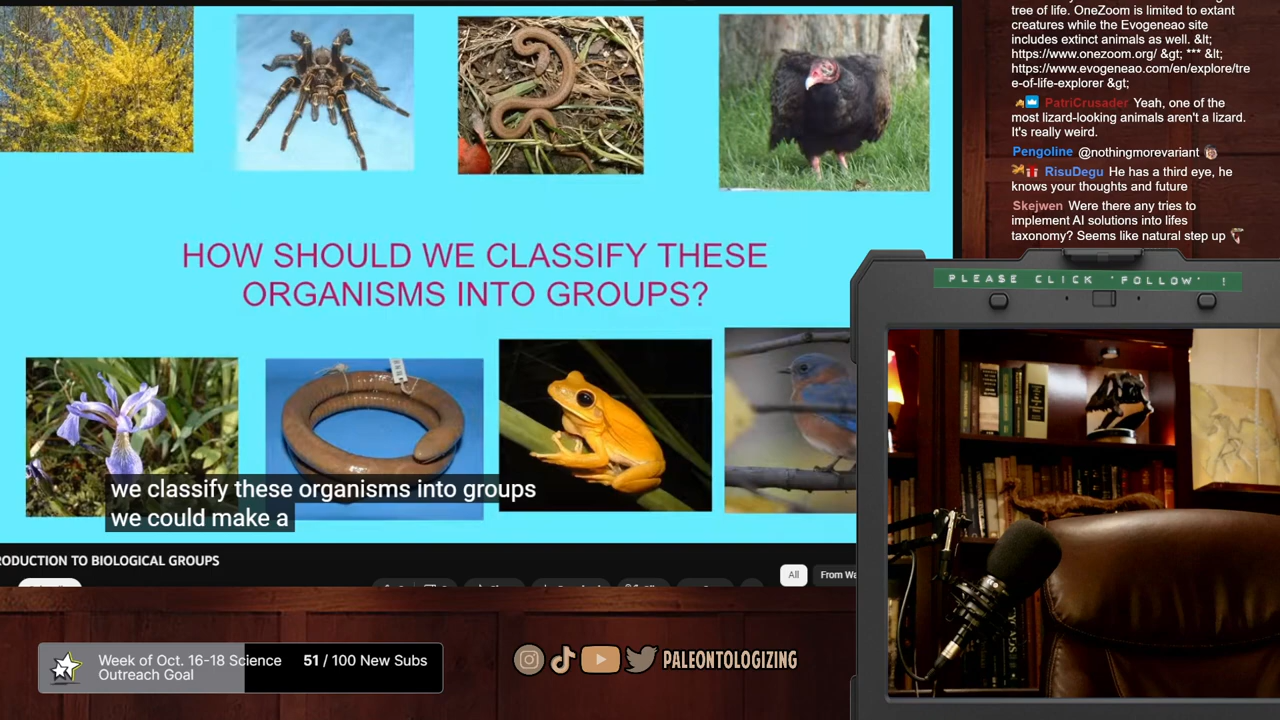 tree of life. OneZoom is limited to extant
creatures while the Evogeneao site
includes extinct animals as well. &lt;
https://www.onezoom.org/ &gt; *** &lt;
https://www.evogeneao.com/en/explore/tre
e-of-life-explorer &gt;
PatriCrusader Yeah, one of the
most lizard-looking animals aren't a lizard.
It's really weird.
Pengoline @nothingmorevariant
RisuDegu He has a third eye, he
knows your thoughts and future
Skejwen Were there any tries to
implement AI solutions into lifes
taxonomy? Seems like natural step up
HOW SHOULD WE CLASSIFY THESE
ORGANISMS INTO GROUPS?
PLEASE CLICK 'FOLLOW' !
we classify these organisms into groups
we could make a
RODUCTION TO BIOLOGICAL GROUPS
All
From Wa
Week of Oct. 16-18 Science
Outreach Goal
51 / 100 New Subs
PALEONTOLOGIZING